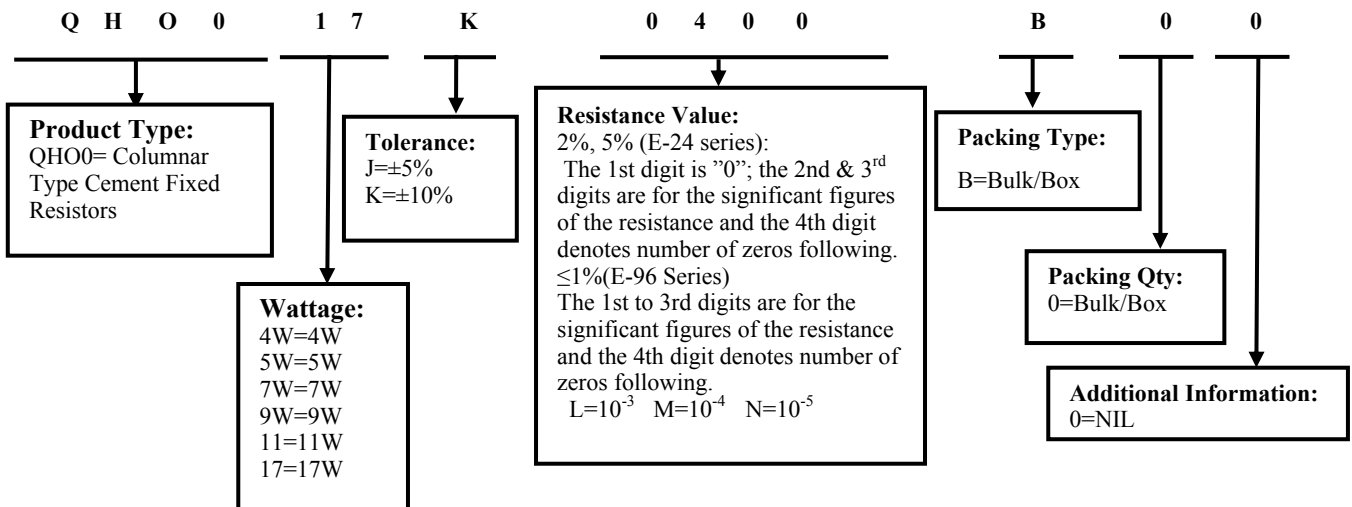 Q H O 0 1 7 K 0 4 0 0 B 0 0
Product Type:
QHO0= Columnar
Type Cement Fixed
Resistors
Wattage:
4W=4W
5W=5W
7W=7W
9W=9W
11=11W
17=17W
Tolerance:
J=±5%
K=±10%
Resistance Value:
2%, 5% (E-24 series):
The 1st digit is ”0”; the 2nd & 3rd
digits are for the significant figures
of the resistance and the 4th digit
denotes number of zeros following.
≤1%(E-96 Series)
The 1st to 3rd digits are for the
significant figures of the resistance
and the 4th digit denotes number of
zeros following.
L=10-3 M=10-4 N=10-5
Packing Type:
B=Bulk/Box
Packing Qty:
0=Bulk/Box
Additional Information:
0=NIL